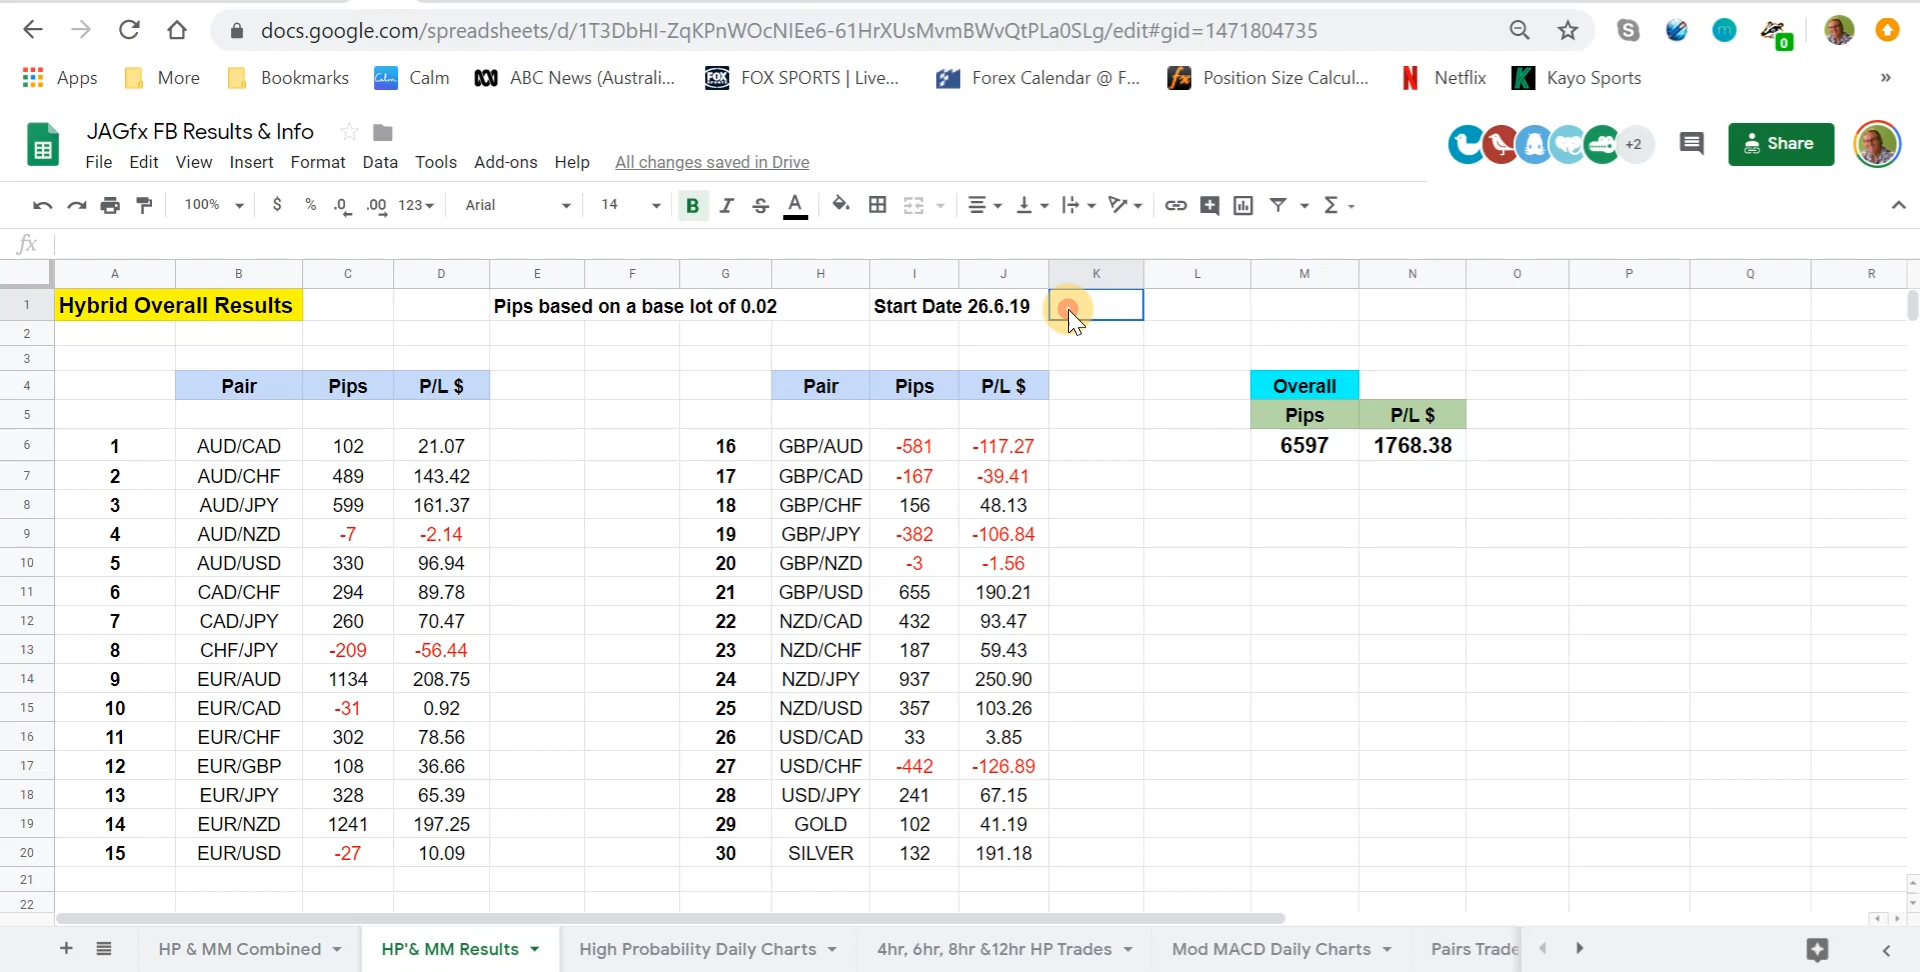 docs.google.com/spreadsheets/d/1T3DbHI-ZqKPnWOcNIEe6-61HrXUsMvmBWvQtPLa0SLg/edit#gid=1471804735
0
Apps More Bookmarks Calm ABC News (Australi... FOX SPORTS | Live... Forex Calendar @ F... Position Size Calcul... Netflix Kayo Sports »
JAGfx FB Results & Info
File Edit View Insert Format Data Tools Add-ons Help All changes saved in Drive
+2 Share
100% $ % .0 .00 123 Arial 14 B I S A
fx
A B C D E F G H I J K L M N O P Q R
1 Hybrid Overall Results Pips based on a base lot of 0.02 Start Date 26.6.19
2
3
4 Pair Pips P/L $ Pair Pips P/L $ Overall
5 Pips P/L $
6 1 AUD/CAD 102 21.07 16 GBP/AUD -581 -117.27 6597 1768.38
7 2 AUD/CHF 489 143.42 17 GBP/CAD -167 -39.41
8 3 AUD/JPY 599 161.37 18 GBP/CHF 156 48.13
9 4 AUD/NZD -7 -2.14 19 GBP/JPY -382 -106.84
10 5 AUD/USD 330 96.94 20 GBP/NZD -3 -1.56
11 6 CAD/CHF 294 89.78 21 GBP/USD 655 190.21
12 7 CAD/JPY 260 70.47 22 NZD/CAD 432 93.47
13 8 CHF/JPY -209 -56.44 23 NZD/CHF 187 59.43
14 9 EUR/AUD 1134 208.75 24 NZD/JPY 937 250.90
15 10 EUR/CAD -31 0.92 25 NZD/USD 357 103.26
16 11 EUR/CHF 302 78.56 26 USD/CAD 33 3.85
17 12 EUR/GBP 108 36.66 27 USD/CHF -442 -126.89
18 13 EUR/JPY 328 65.39 28 USD/JPY 241 67.15
19 14 EUR/NZD 1241 197.25 29 GOLD 102 41.19
20 15 EUR/USD -27 10.09 30 SILVER 132 191.18
21
22
HP & MM Combined HP'& MM Results High Probability Daily Charts 4hr, 6hr, 8hr &12hr HP Trades Mod MACD Daily Charts Pairs Trade